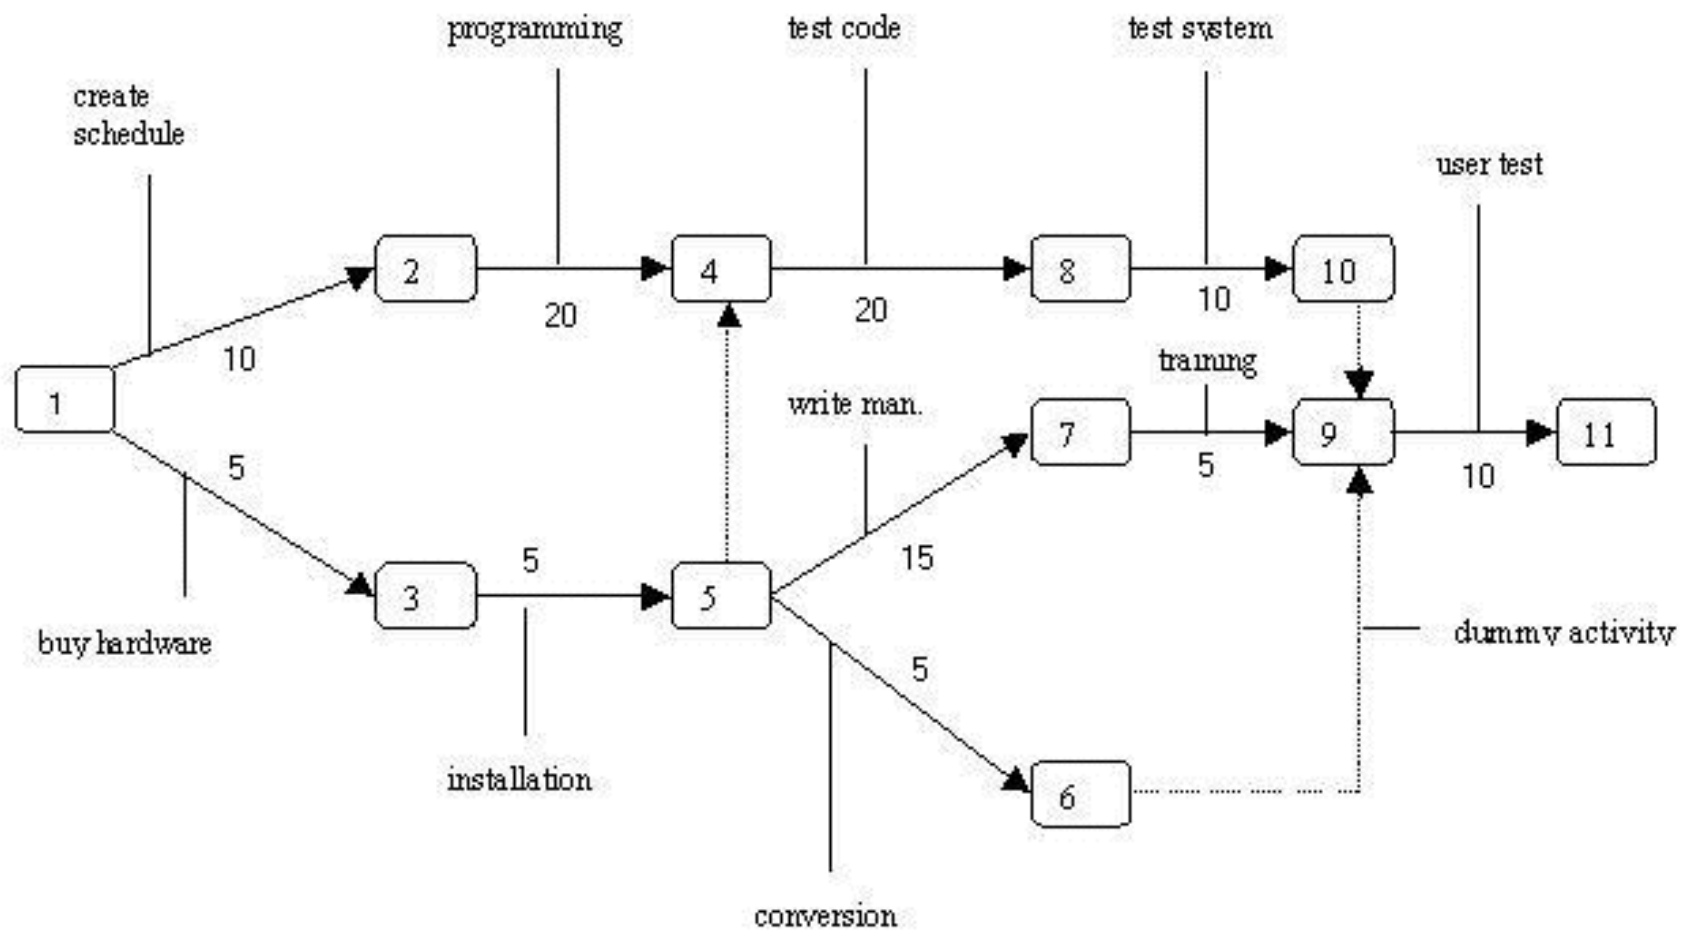 programming
test code
test system
create
schedule
user test
2
4
8
10
20
20
10
10
training
1
write man.
7
9
11
5
5
10
5
15
3
5
dummy activity
buy hardware
5
installation
6
conversion